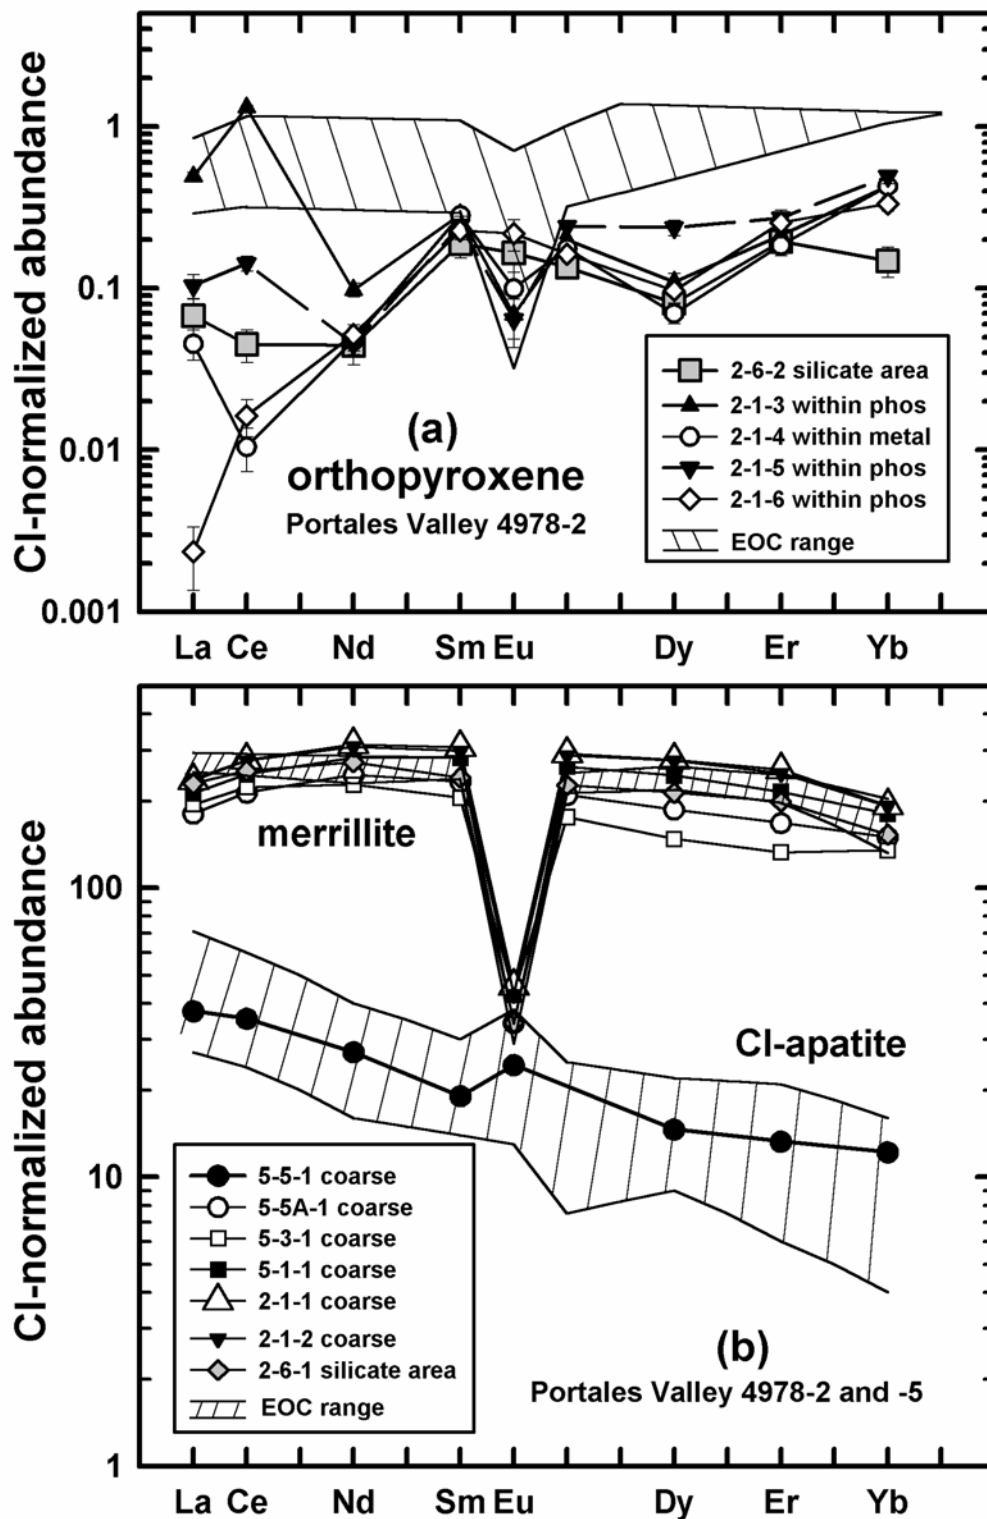 CI-normalized abundance
1
0.1
0.01
0.001
(a)
orthopyroxene
Portales Valley 4978-2
2-6-2 silicate area
2-1-3 within phos
2-1-4 within metal
2-1-5 within phos
2-1-6 within phos
EOC range
La Ce Nd Sm Eu Dy Er Yb
CI-normalized abundance
100
10
1
merrillite
Cl-apatite
5-5-1 coarse
5-5A-1 coarse
5-3-1 coarse
5-1-1 coarse
2-1-1 coarse
2-1-2 coarse
2-6-1 silicate area
EOC range
(b)
Portales Valley 4978-2 and -5
La Ce Nd Sm Eu Dy Er Yb